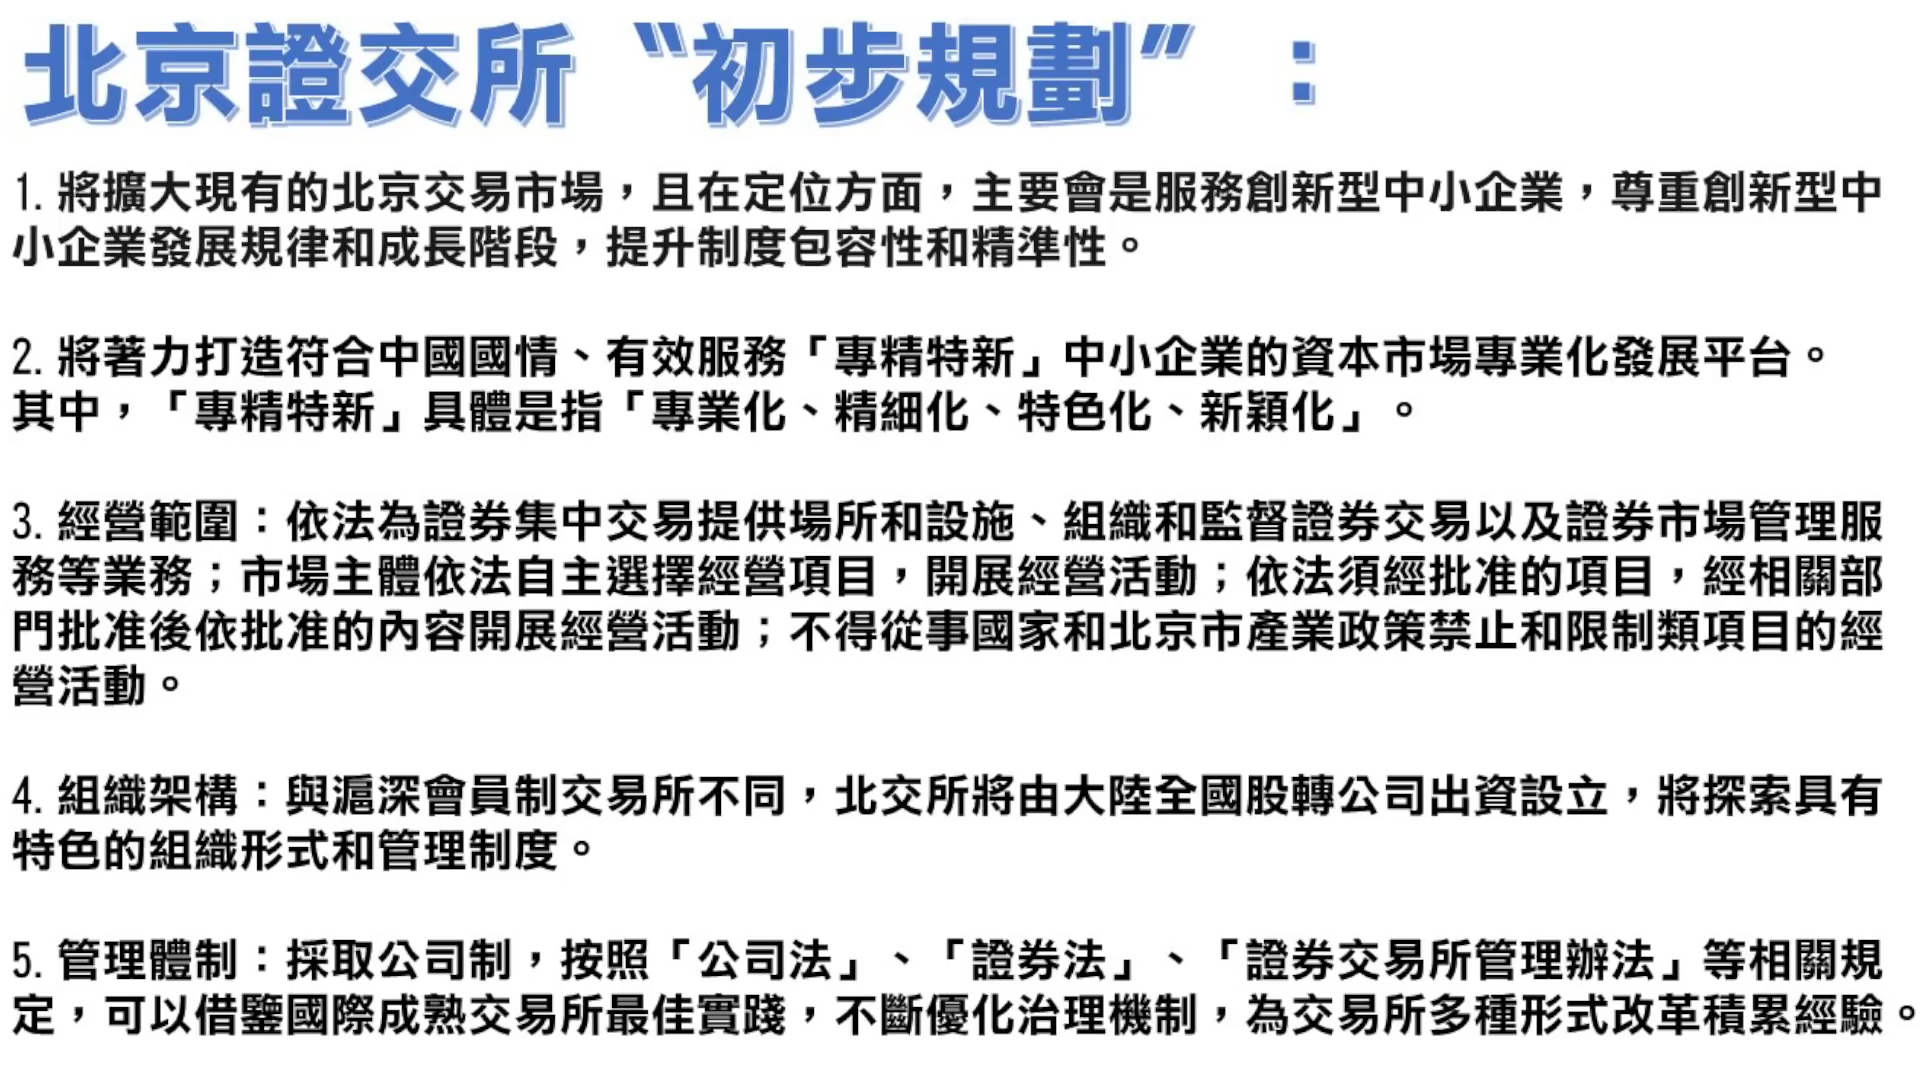 北京證交所〝初步規劃〞：
1. 將擴大現有的北京交易市場，且在定位方面，主要會是服務創新型中小企業，尊重創新型中
小企業發展規律和成長階段，提升制度包容性和精準性。
2. 將著力打造符合中國國情、有效服務「專精特新」中小企業的資本市場專業化發展平台。
其中，「專精特新」具體是指「專業化、精細化、特色化、新穎化」。
3. 經營範圍：依法為證券集中交易提供場所和設施、組織和監督證券交易以及證券市場管理服
務等業務；市場主體依法自主選擇經營項目，開展經營活動；依法須經批准的項目，經相關部
門批准後依批准的內容開展經營活動；不得從事國家和北京市產業政策禁止和限制類項目的經
營活動。
4. 組織架構：與滬深會員制交易所不同，北交所將由大陸全國股轉公司出資設立，將探索具有
特色的組織形式和管理制度。
5. 管理體制：採取公司制，按照「公司法」、「證券法」、「證券交易所管理辦法」等相關規
定，可以借鑒國際成熟交易所最佳實踐，不斷優化治理機制，為交易所多種形式改革積累經驗。